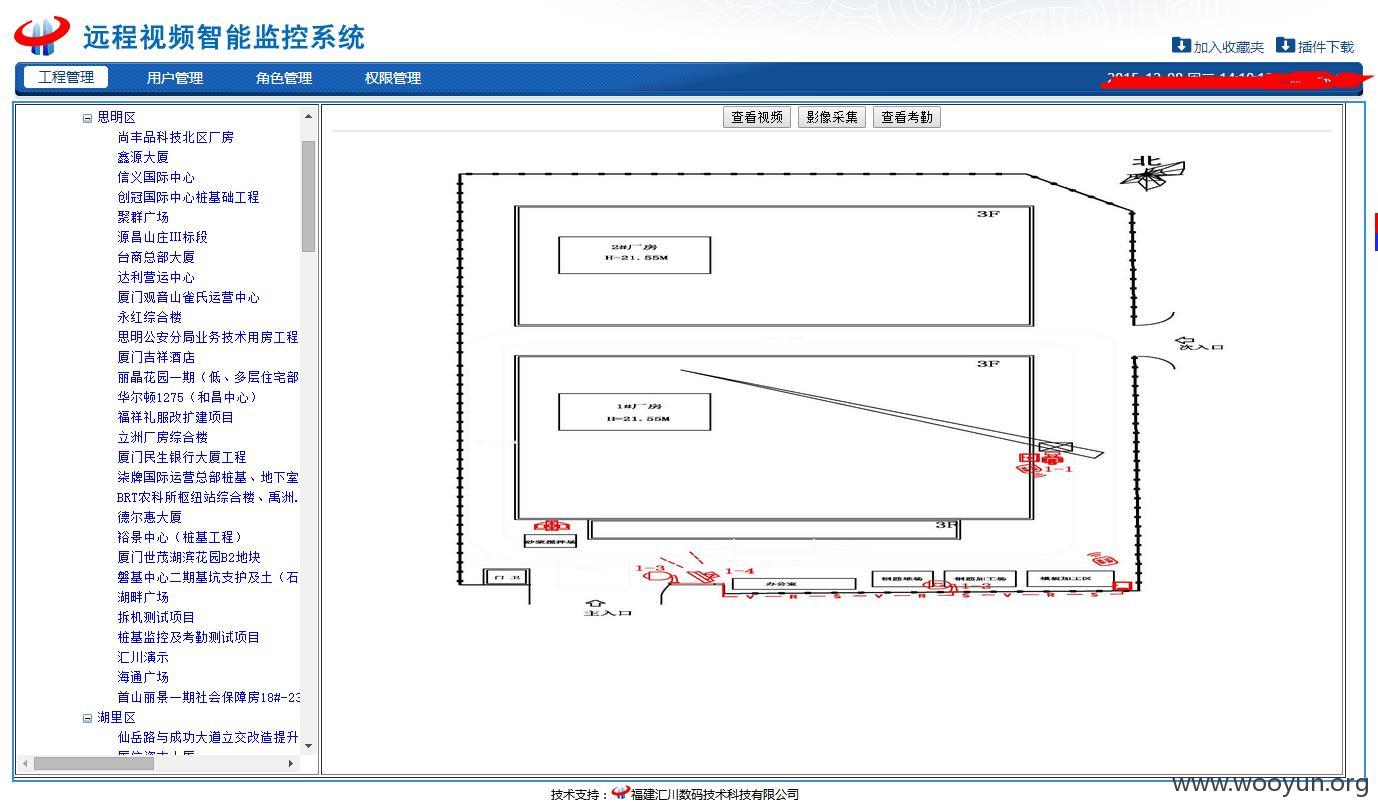 远程视频智能监控系统
加入收藏夹 插件下载
工程管理 用户管理 角色管理 权限管理
思明区
尚丰品科技北区厂房
鑫源大厦
信义国际中心
创冠国际中心桩基础工程
聚群广场
源昌山庄III标段
台商总部大厦
达利营运中心
厦门观音山雀氏运营中心
永红综合楼
思明公安分局业务技术用房工程
厦门吉祥酒店
丽晶花园一期（低、多层住宅部
华尔顿1275（和昌中心）
福祥礼服改扩建项目
立洲厂房综合楼
厦门民生银行大厦工程
柒牌国际运营总部桩基、地下室
BRT农科所枢纽站综合楼、禹洲.
德尔惠大厦
裕景中心（桩基工程）
厦门世茂湖滨花园B2地块
磐基中心二期基坑支护及土（石
湖畔广场
拆机测试项目
桩基监控及考勤测试项目
汇川演示
海通广场
首山丽景一期社会保障房18#-23
湖里区
仙岳路与成功大道立交改造提升
查看视频 影像采集 查看考勤
北
3F
2#厂房
H=21.55M
次入口
3F
1#厂房
H=21.55M
1-1
3F
砂浆搅拌场
1-3
1-4
门卫
办公室
钢筋堆场
钢筋加工场
模板加工区
1-2
V R S V R S V R S
主入口
技术支持：福建汇川数码技术科技有限公司
www.wooyun.org